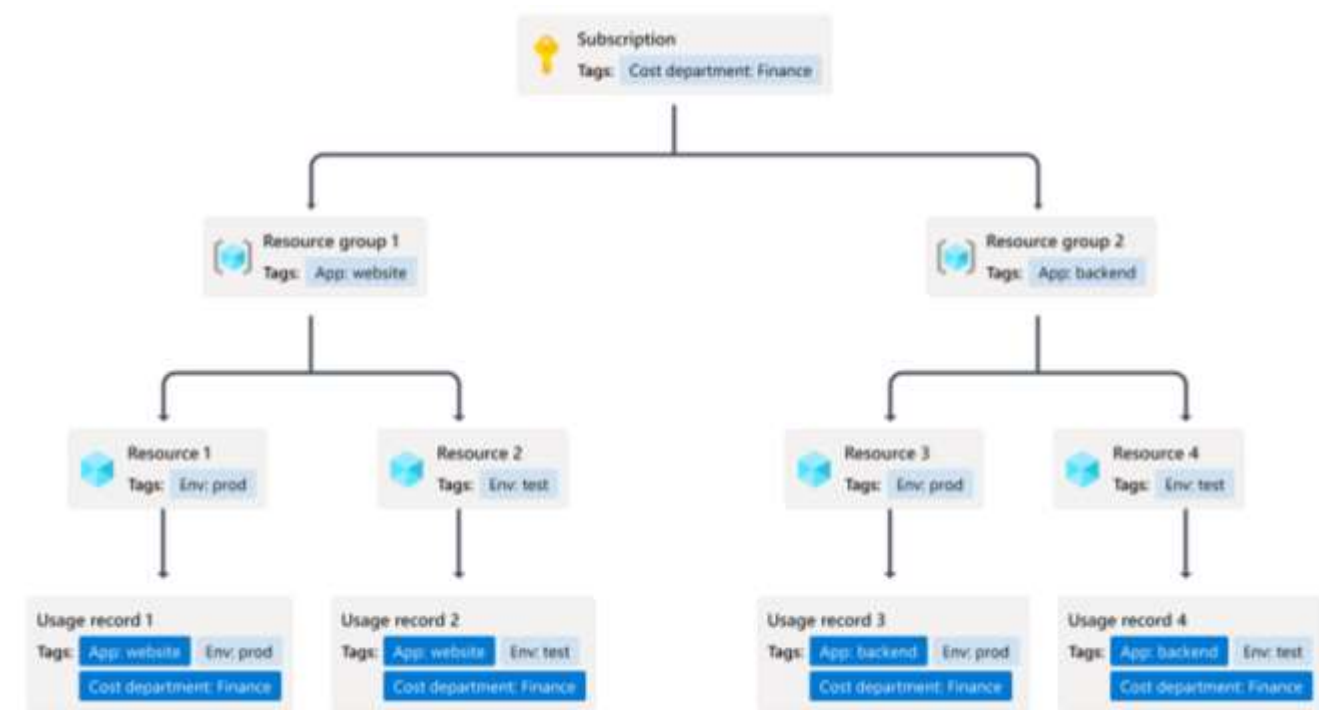 Subscription
Tags: Cost department: Finance
Resource group 1
Tags: App: website
Resource group 2
Tags: App: backend
Resource 1
Tags: Env: prod
Resource 2
Tags: Env: test
Resource 3
Tags: Env: prod
Resource 4
Tags: Env: test
Usage record 1
Tags: App: website Env: prod
Cost department: Finance
Usage record 2
Tags: App: website Env: test
Cost department: Finance
Usage record 3
Tags: App: backend Env: prod
Cost department: Finance
Usage record 4
Tags: App: backend Env: test
Cost department: Finance